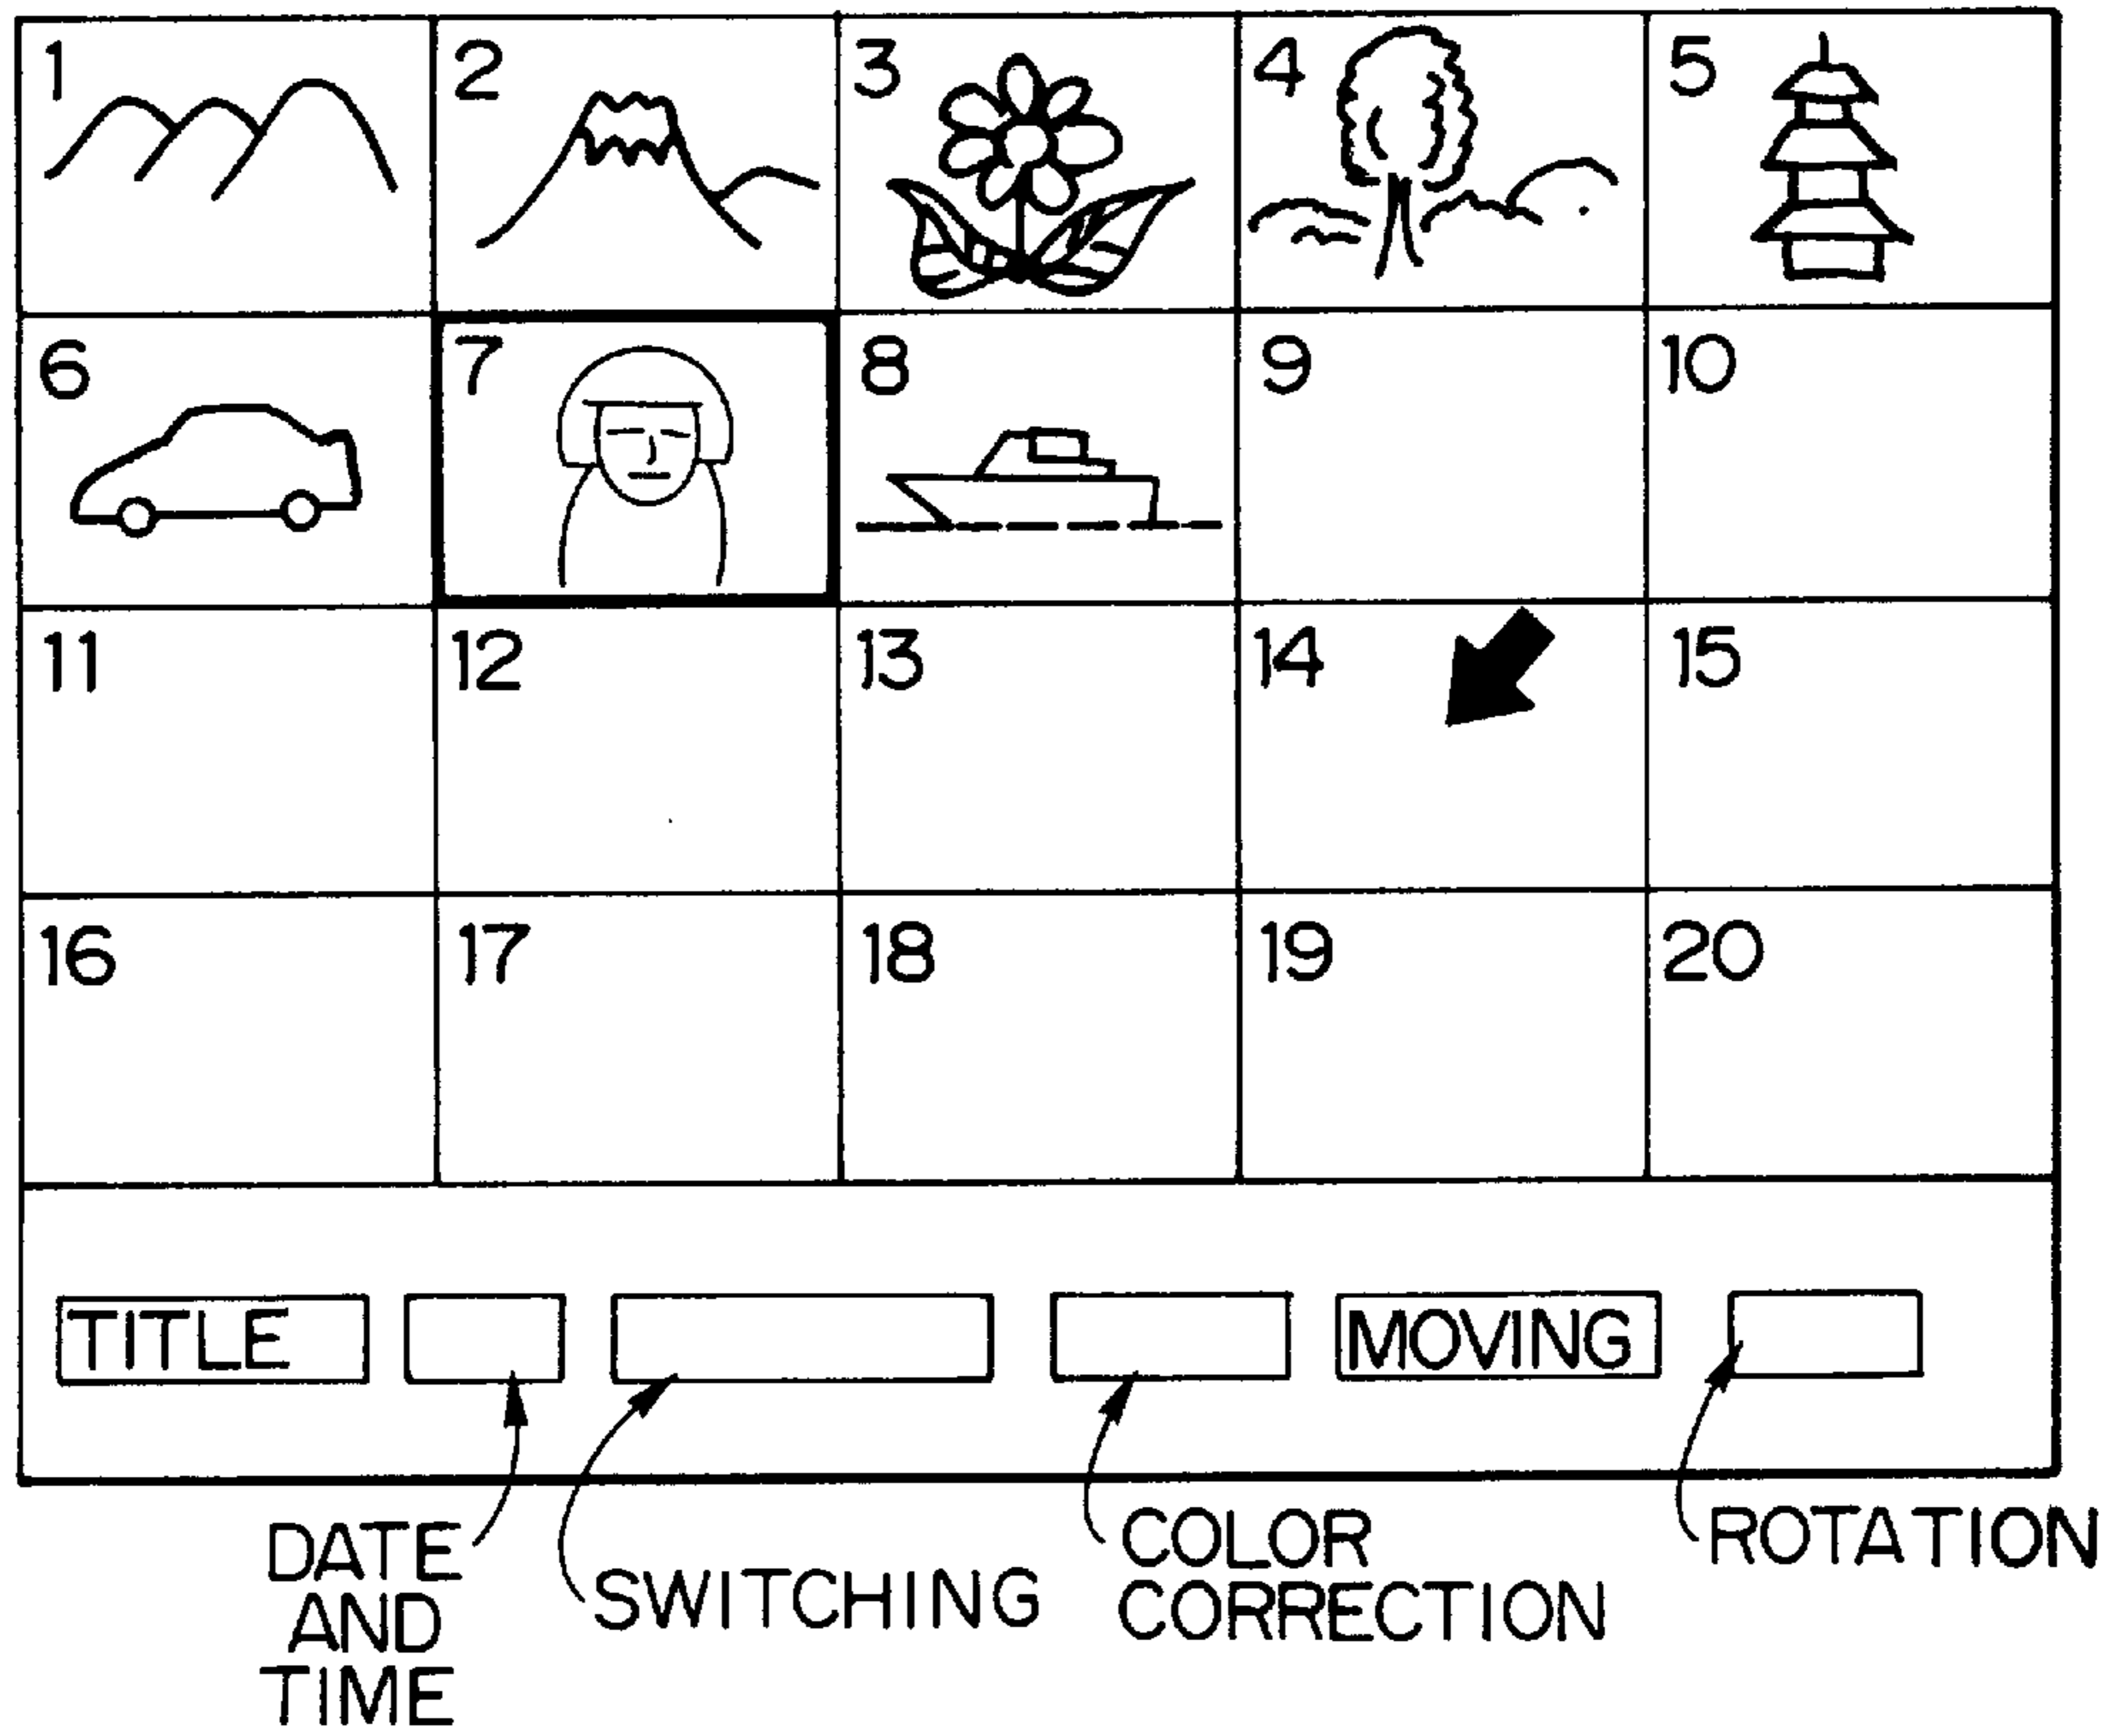 1
2
3
4
5
6
7
8
9
10
11
12
13
14
15
16
17
18
19
20
TITLE
MOVING
DATE
AND
TIME
SWITCHING
COLOR
CORRECTION
ROTATION